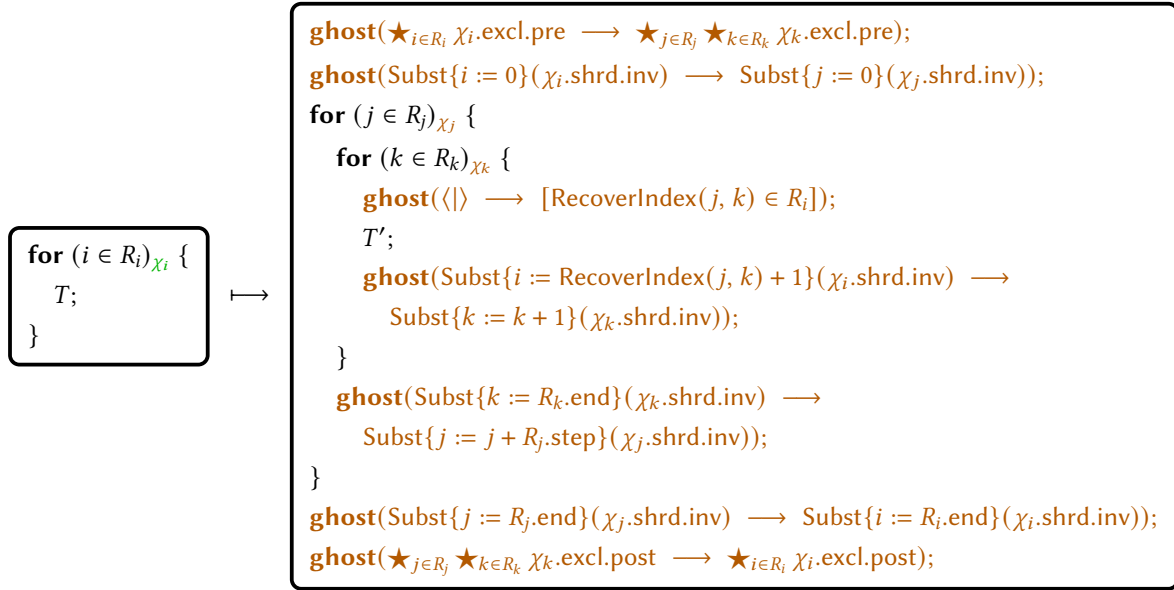 for (i ∈ R_i)_{χ_i} {
T;
}
⟼
ghost(★_{i∈R_i} χ_i.excl.pre ⟶ ★_{j∈R_j} ★_{k∈R_k} χ_k.excl.pre);
ghost(Subst{i := 0}(χ_i.shrd.inv) ⟶ Subst{j := 0}(χ_j.shrd.inv));
for (j ∈ R_j)_{χ_j} {
for (k ∈ R_k)_{χ_k} {
ghost(⟨|⟩ ⟶ [RecoverIndex(j, k) ∈ R_i]);
T′;
ghost(Subst{i := RecoverIndex(j, k) + 1}(χ_i.shrd.inv) ⟶
Subst{k := k + 1}(χ_k.shrd.inv));
}
ghost(Subst{k := R_k.end}(χ_k.shrd.inv) ⟶
Subst{j := j + R_j.step}(χ_j.shrd.inv));
}
ghost(Subst{j := R_j.end}(χ_j.shrd.inv) ⟶ Subst{i := R_i.end}(χ_i.shrd.inv));
ghost(★_{j∈R_j} ★_{k∈R_k} χ_k.excl.post ⟶ ★_{i∈R_i} χ_i.excl.post);